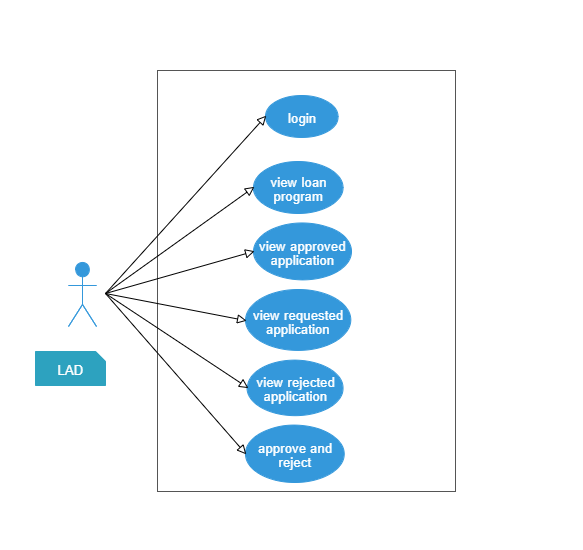 login
view loan
program
view approved
application
view requested
application
LAD
view rejected
application
approve and
reject